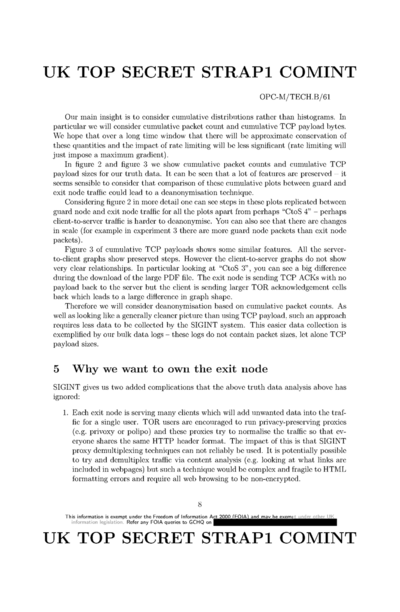 UK TOP SECRET STRAP1 COMINT
OPC-M/TECH.B/61
Our main insight is to consider cumulative distributions rather than histograms. In
particular we will consider cumulative packet count and cumulative TCP payload bytes.
We hope that over a long time window that there will be approximate conservation of
these quantities and the impact of rate limiting will be less significant (rate limiting will
just impose a maximum gradient).
In figure 2 and figure 3 we show cumulative packet counts and cumulative TCP
payload sizes for our truth data. It can be seen that a lot of features are preserved – it
seems sensible to consider that comparison of these cumulative plots between guard and
exit node traffic could lead to a deanonymisation technique.
Considering figure 2 in more detail one can see steps in these plots replicated between
guard node and exit node traffic for all the plots apart from perhaps “CtoS 4” – perhaps
client-to-server traffic is harder to deanonymise. You can also see that there are changes
in scale (for example in experiment 3 there are more guard node packets than exit node
packets).
Figure 3 of cumulative TCP payloads shows some similar features. All the server-
to-client graphs show preserved steps. However the client-to-server graphs do not show
very clear relationships. In particular looking at “CtoS 3”, you can see a big difference
during the download of the large PDF file. The exit node is sending TCP ACKs with no
payload back to the server but the client is sending larger TOR acknowledgement cells
back which leads to a large difference in graph shape.
Therefore we will consider deanonymisation based on cumulative packet counts. As
well as looking like a generally cleaner picture than using TCP payload, such an approach
requires less data to be collected by the SIGINT system. This easier data collection is
exemplified by our bulk data logs – these logs do not contain packet sizes, let alone TCP
payload sizes.
5 Why we want to own the exit node
SIGINT gives us two added complications that the above truth data analysis above has
ignored:
1. Each exit node is serving many clients which will add unwanted data into the traf-
fic for a single user. TOR users are encouraged to run privacy-preserving proxies
(e.g. privoxy or polipo) and these proxies try to normalise the traffic so that ev-
eryone shares the same HTTP header format. The impact of this is that SIGINT
proxy demultiplexing techniques can not reliably be used. It is potentially possible
to try and demultiplex traffic via content analysis (e.g. looking at what links are
included in webpages) but such a technique would be complex and fragile to HTML
formatting errors and require all web browsing to be non-encrypted.
8
This information is exempt under the Freedom of Information Act 2000 (FOIA) and may be exempt under other UK
information legislation. Refer any FOIA queries to GCHQ on
UK TOP SECRET STRAP1 COMINT